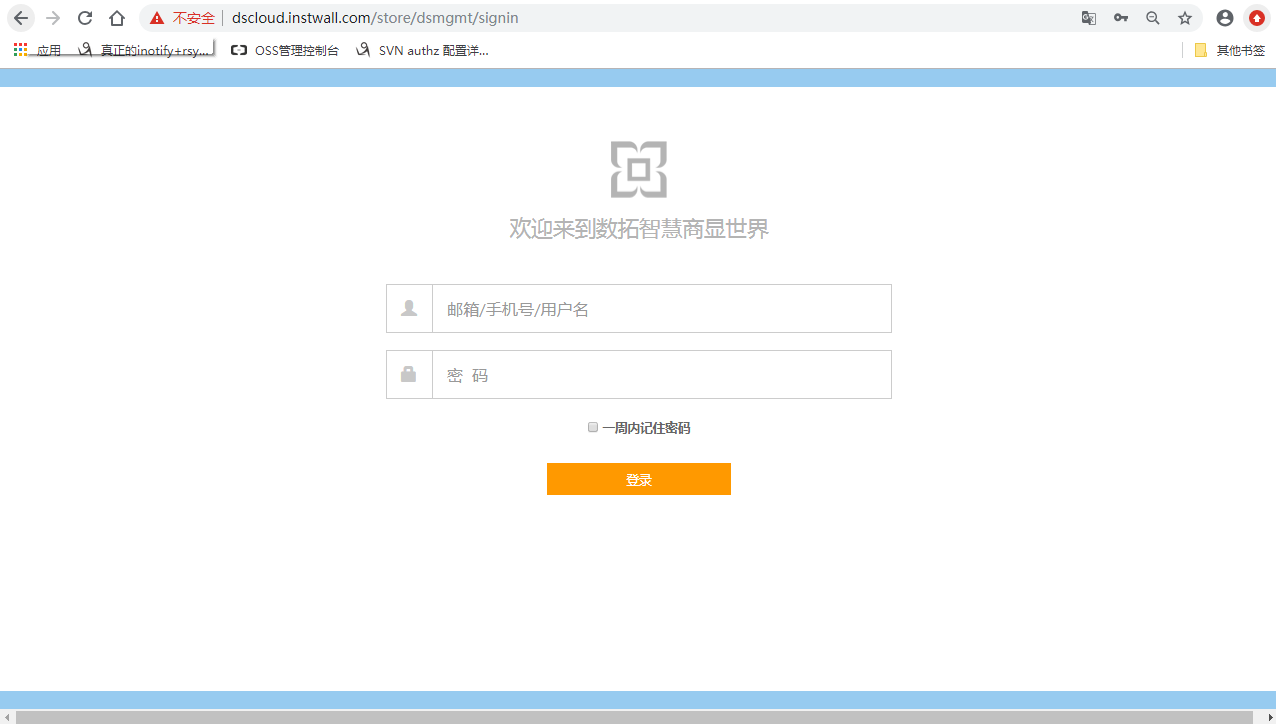 不安全 dscloud.instwall.com/store/dsmgmt/signin
应用 真正的inotify+rsy... OSS管理控制台 SVN authz 配置详... 其他书签
欢迎来到数拓智慧商显世界
邮箱/手机号/用户名
密 码
一周内记住密码
登录